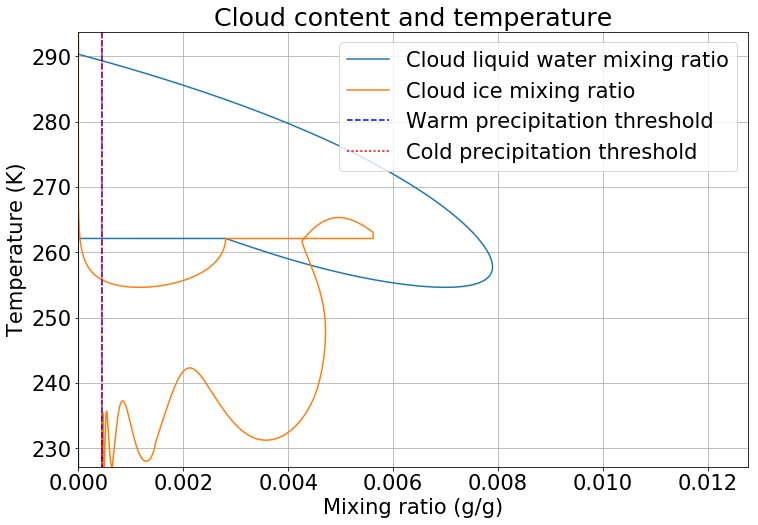 Cloud content and temperature
Cloud liquid water mixing ratio
Cloud ice mixing ratio
Warm precipitation threshold
Cold precipitation threshold
Temperature (K)
290
280
270
260
250
240
230
0.000 0.002 0.004 0.006 0.008 0.010 0.012
Mixing ratio (g/g)